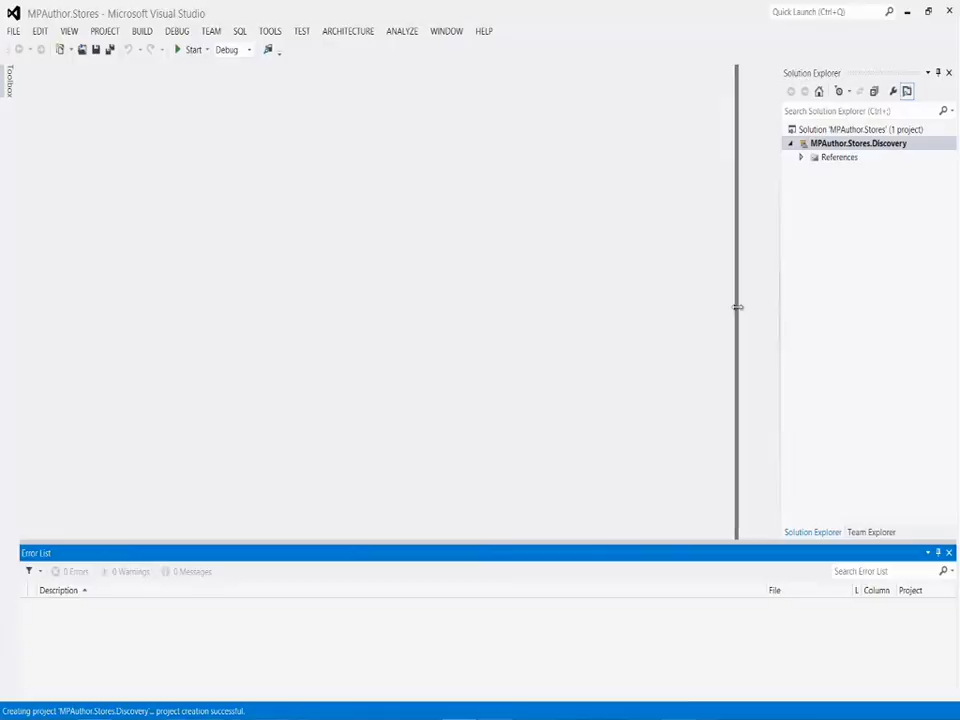 MPAuthor.Stores - Microsoft Visual Studio
Quick Launch (Ctrl+Q)
FILE EDIT VIEW PROJECT BUILD DEBUG TEAM SQL TOOLS TEST ARCHITECTURE ANALYZE WINDOW HELP
Start Debug
Toolbox
Solution Explorer
Search Solution Explorer (Ctrl+;)
Solution 'MPAuthor.Stores' (1 project)
MPAuthor.Stores.Discovery
References
Solution Explorer Team Explorer
Error List
0 Errors 0 Warnings 0 Messages Search Error List
Description File L Column Project
Creating project 'MPAuthor.Stores.Discovery'... project creation successful.